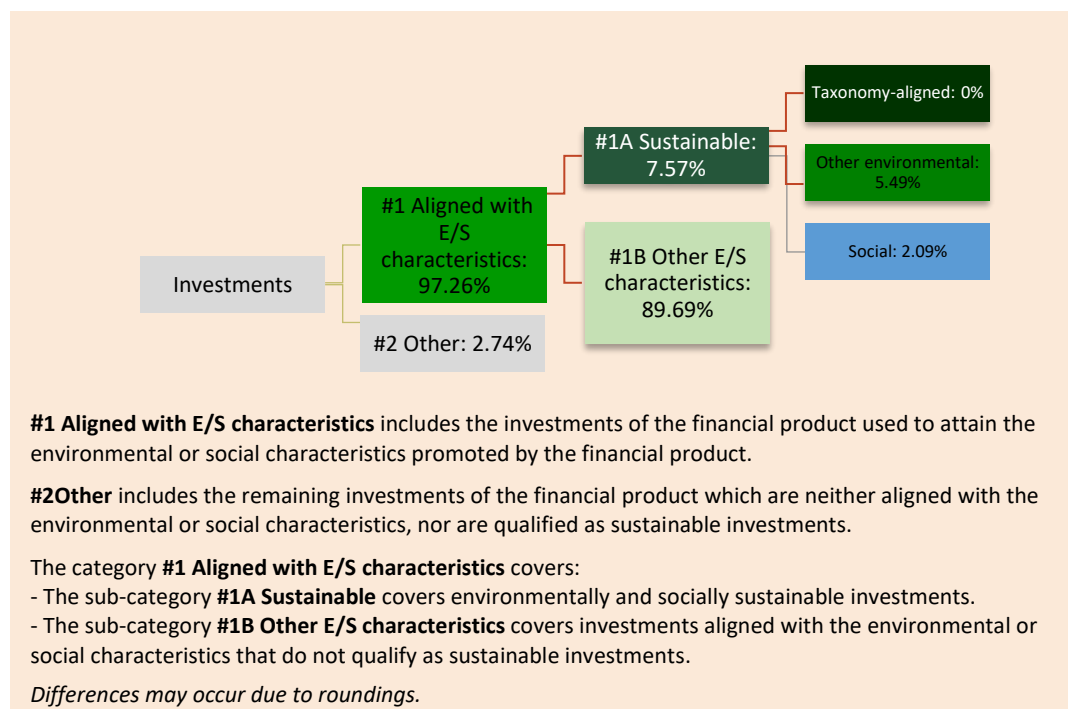 Investments
#1 Aligned with
E/S
characteristics:
97.26%
#2 Other: 2.74%
#1A Sustainable:
7.57%
#1B Other E/S
characteristics:
89.69%
Taxonomy-aligned: 0%
Other environmental:
5.49%
Social: 2.09%
#1 Aligned with E/S characteristics includes the investments of the financial product used to attain the
environmental or social characteristics promoted by the financial product.
#2Other includes the remaining investments of the financial product which are neither aligned with the
environmental or social characteristics, nor are qualified as sustainable investments.
The category #1 Aligned with E/S characteristics covers:
- The sub-category #1A Sustainable covers environmentally and socially sustainable investments.
- The sub-category #1B Other E/S characteristics covers investments aligned with the environmental or
social characteristics that do not qualify as sustainable investments.
Differences may occur due to roundings.